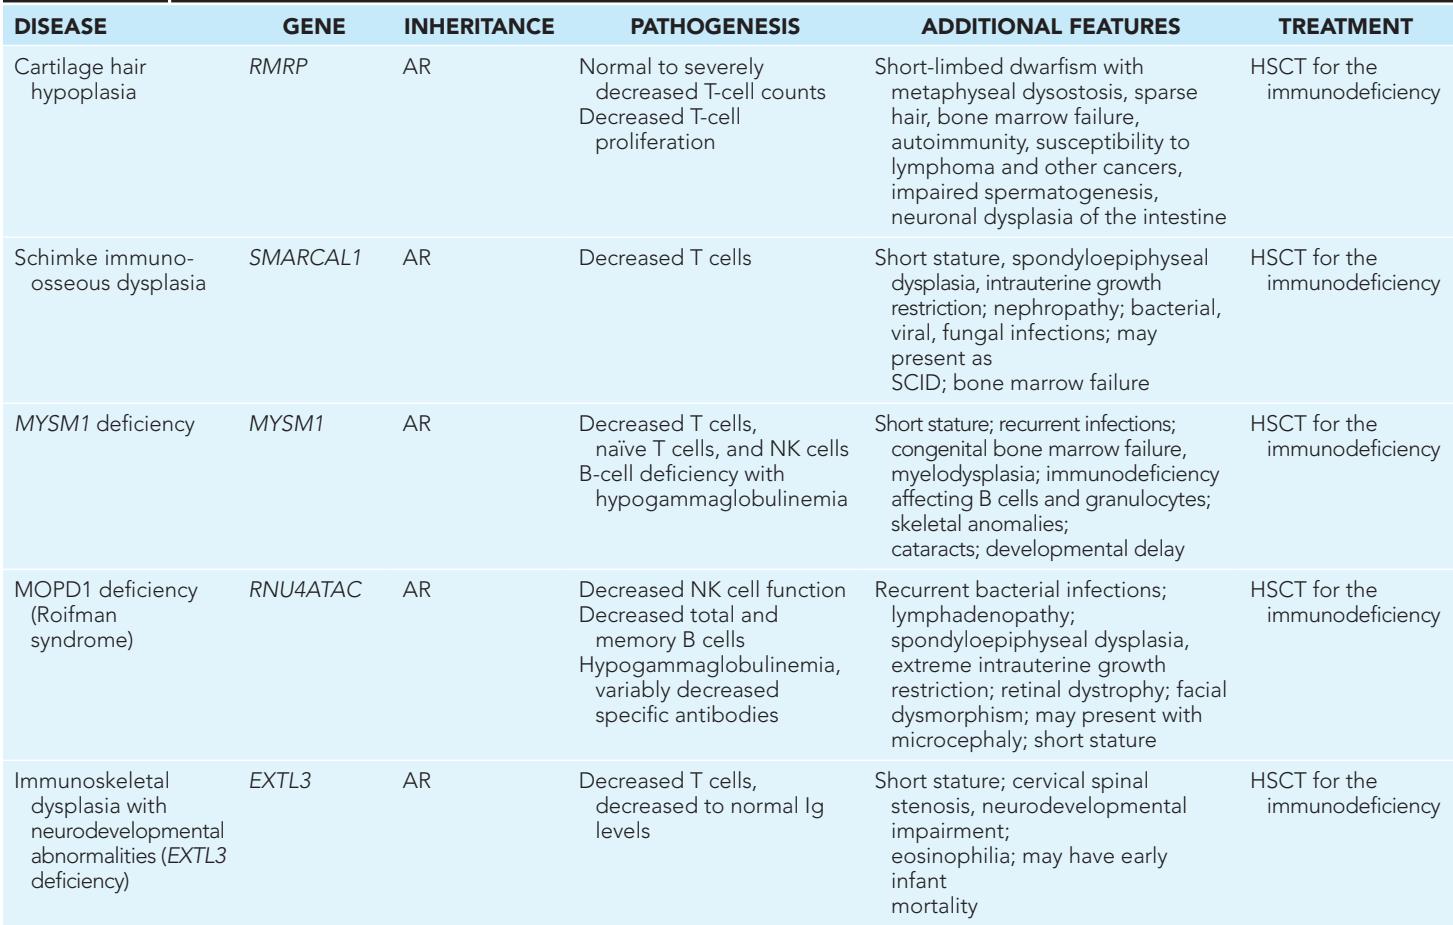 DISEASE GENE INHERITANCE PATHOGENESIS ADDITIONAL FEATURES TREATMENT
Cartilage hair
hypoplasia
RMRP
AR
Normal to severely
decreased T-cell counts
Decreased T-cell
proliferation
Short-limbed dwarfism with
metaphyseal dysostosis, sparse
hair, bone marrow failure,
autoimmunity, susceptibility to
lymphoma and other cancers,
impaired spermatogenesis,
neuronal dysplasia of the intestine
HSCT for the
immunodeficiency
Schimke immuno-
osseous dysplasia
SMARCAL1
AR
Decreased T cells
Short stature, spondyloepiphyseal
dysplasia, intrauterine growth
restriction; nephropathy; bacterial,
viral, fungal infections; may
present as
SCID; bone marrow failure
HSCT for the
immunodeficiency
MYSM1 deficiency
MYSM1
AR
Decreased T cells,
naïve T cells, and NK cells
B-cell deficiency with
hypogammaglobulinemia
Short stature; recurrent infections;
congenital bone marrow failure,
myelodysplasia; immunodeficiency
affecting B cells and granulocytes;
skeletal anomalies;
cataracts; developmental delay
HSCT for the
immunodeficiency
MOPD1 deficiency
(Roifman
syndrome)
RNU4ATAC
AR
Decreased NK cell function
Decreased total and
memory B cells
Hypogammaglobulinemia,
variably decreased
specific antibodies
Recurrent bacterial infections;
lymphadenopathy;
spondyloepiphyseal dysplasia,
extreme intrauterine growth
restriction; retinal dystrophy; facial
dysmorphism; may present with
microcephaly; short stature
HSCT for the
immunodeficiency
Immunoskeletal
dysplasia with
neurodevelopmental
abnormalities (EXTL3
deficiency)
EXTL3
AR
Decreased T cells,
decreased to normal Ig
levels
Short stature; cervical spinal
stenosis, neurodevelopmental
impairment;
eosinophilia; may have early
infant
mortality
HSCT for the
immunodeficiency